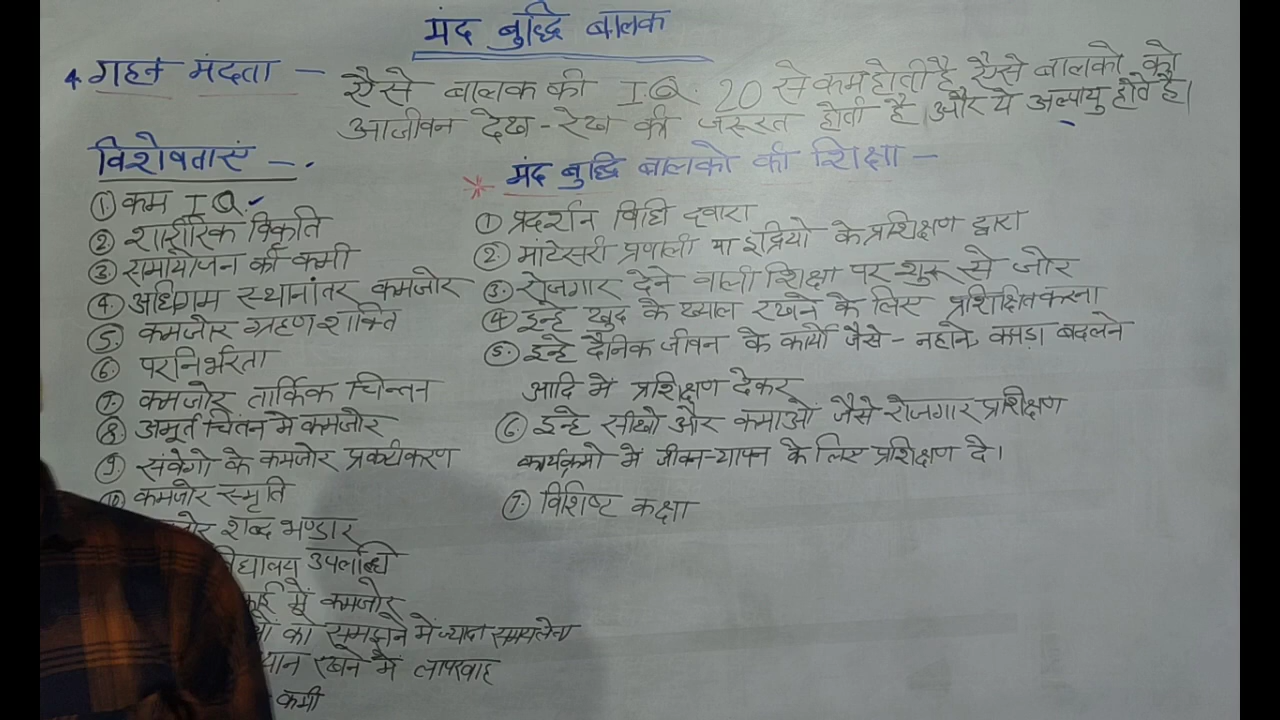 मंद बुद्धि बालक
4. गहन मंदता – ऐसे बालक की I.Q. 20 से कम होती है, ऐसे बालको को
आजीवन देख-रेख की जरूरत होती है। और ये अल्पायु होते है।
विशेषताएं –
① कम I.Q.
② शारीरिक विकृति
③ समायोजन की कमी
④ अधिगम स्थानांतर कमजोर
⑤ कमजोर ग्रहण शक्ति
⑥ परनिर्भरता
⑦ कमजोर तार्किक चिन्तन
⑧ अमूर्त चिंतन मे कमजोर
⑨ संवेगो के कमजोर प्रकटीकरण
⑩ कमजोर स्मृति
शब्द भण्डार
उपलब्धि
में कमजोर
को समझने में ज्यादा समय लेना
रखने में लापरवाह
कमी
* मंद बुद्धि बालको की शिक्षा –
① प्रदर्शन विधि द्वारा
② मांटेसरी प्रणाली या इंद्रियो के प्रशिक्षण द्वारा
③ रोजगार देने वाली शिक्षा पर शुरू से जोर
④ इन्हे खुद के ख्याल रखने के लिए प्रशिक्षित करना
⑤ इन्हे दैनिक जीवन के कार्यो जैसे – नहाने, कपड़ा बदलने
आदि मे प्रशिक्षण देकर
⑥ इन्हे सीखो और कमाओ जैसे रोजगार प्रशिक्षण
कार्यक्रमो में जीवन-यापन के लिए प्रशिक्षण दे।
⑦ विशिष्ट कक्षा